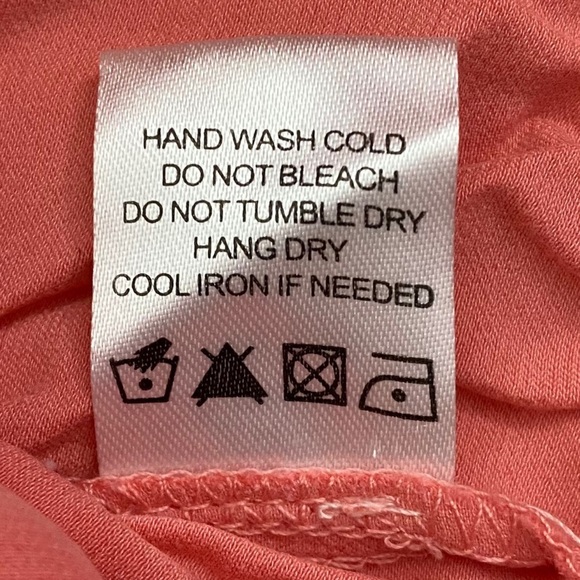 HAND WASH COLD
DO NOT BLEACH
DO NOT TUMBLE DRY
HANG DRY
COOL IRON IF NEEDED